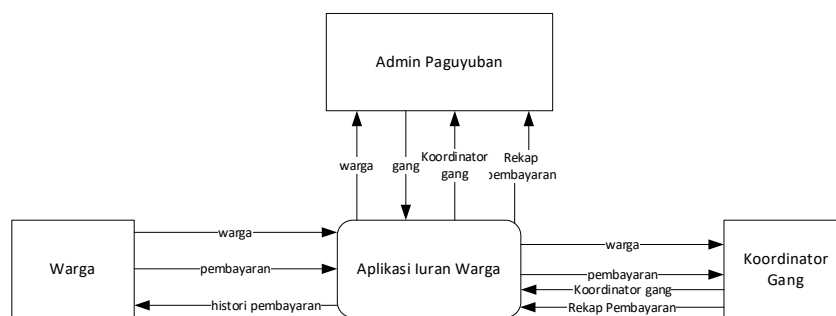 Admin Paguyuban
warga
gang
Koordinator
gang
Rekap
pembayaran
Warga
warga
pembayaran
histori pembayaran
Aplikasi Iuran Warga
warga
pembayaran
Koordinator gang
Rekap Pembayaran
Koordinator
Gang